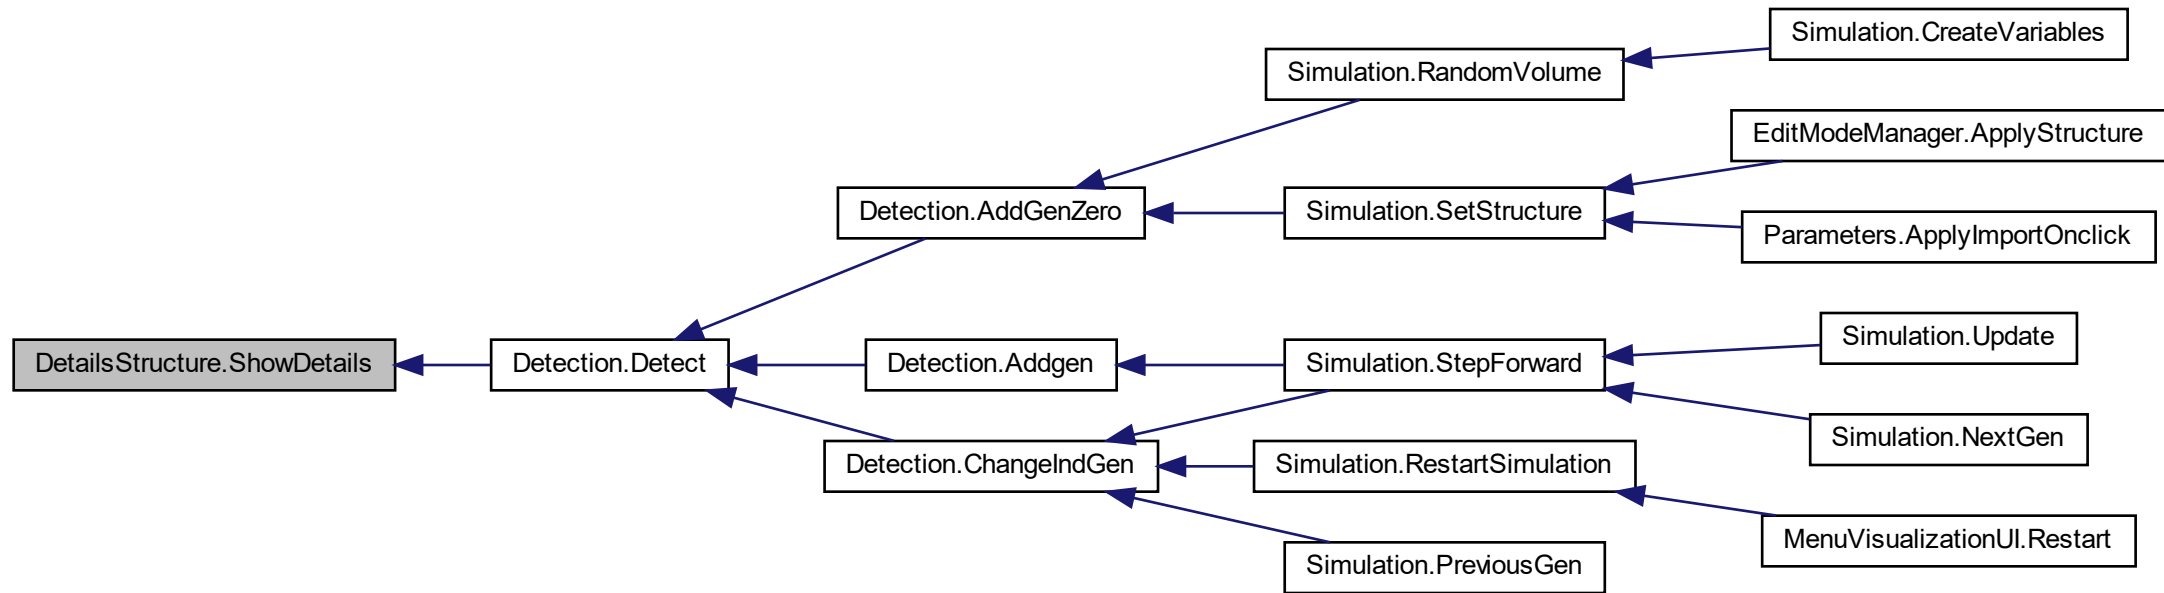 Simulation.CreateVariables
Simulation.RandomVolume
EditModeManager.ApplyStructure
Detection.AddGenZero
Simulation.SetStructure
Parameters.ApplyImportOnclick
DetailsStructure.ShowDetails
Detection.Detect
Detection.Addgen
Simulation.StepForward
Simulation.Update
Simulation.NextGen
Detection.ChangeIndGen
Simulation.RestartSimulation
MenuVisualizationUI.Restart
Simulation.PreviousGen